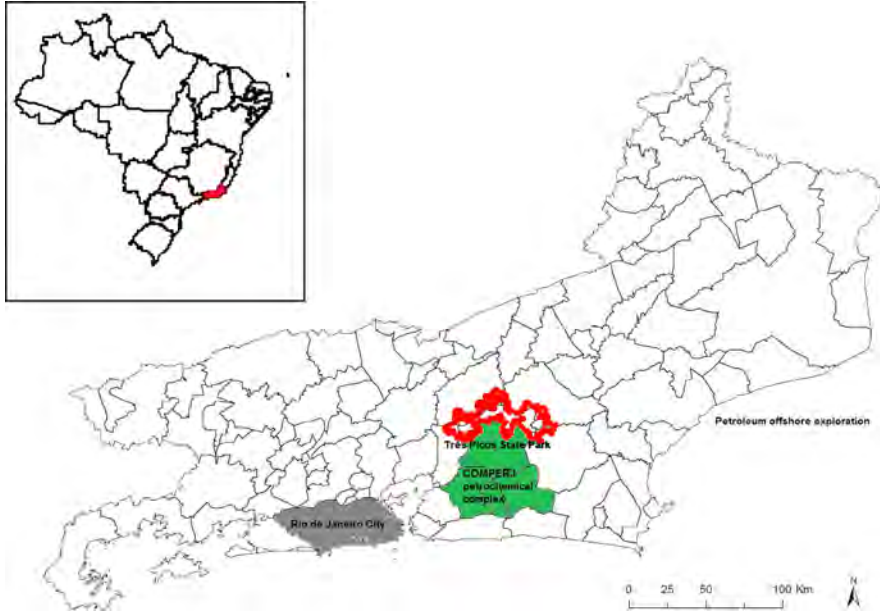 Petroleum offshore exploration
Três Picos State Park
COMPERJ
petrochemical
complex
Rio de Janeiro City
0 25 50 100 Km
N